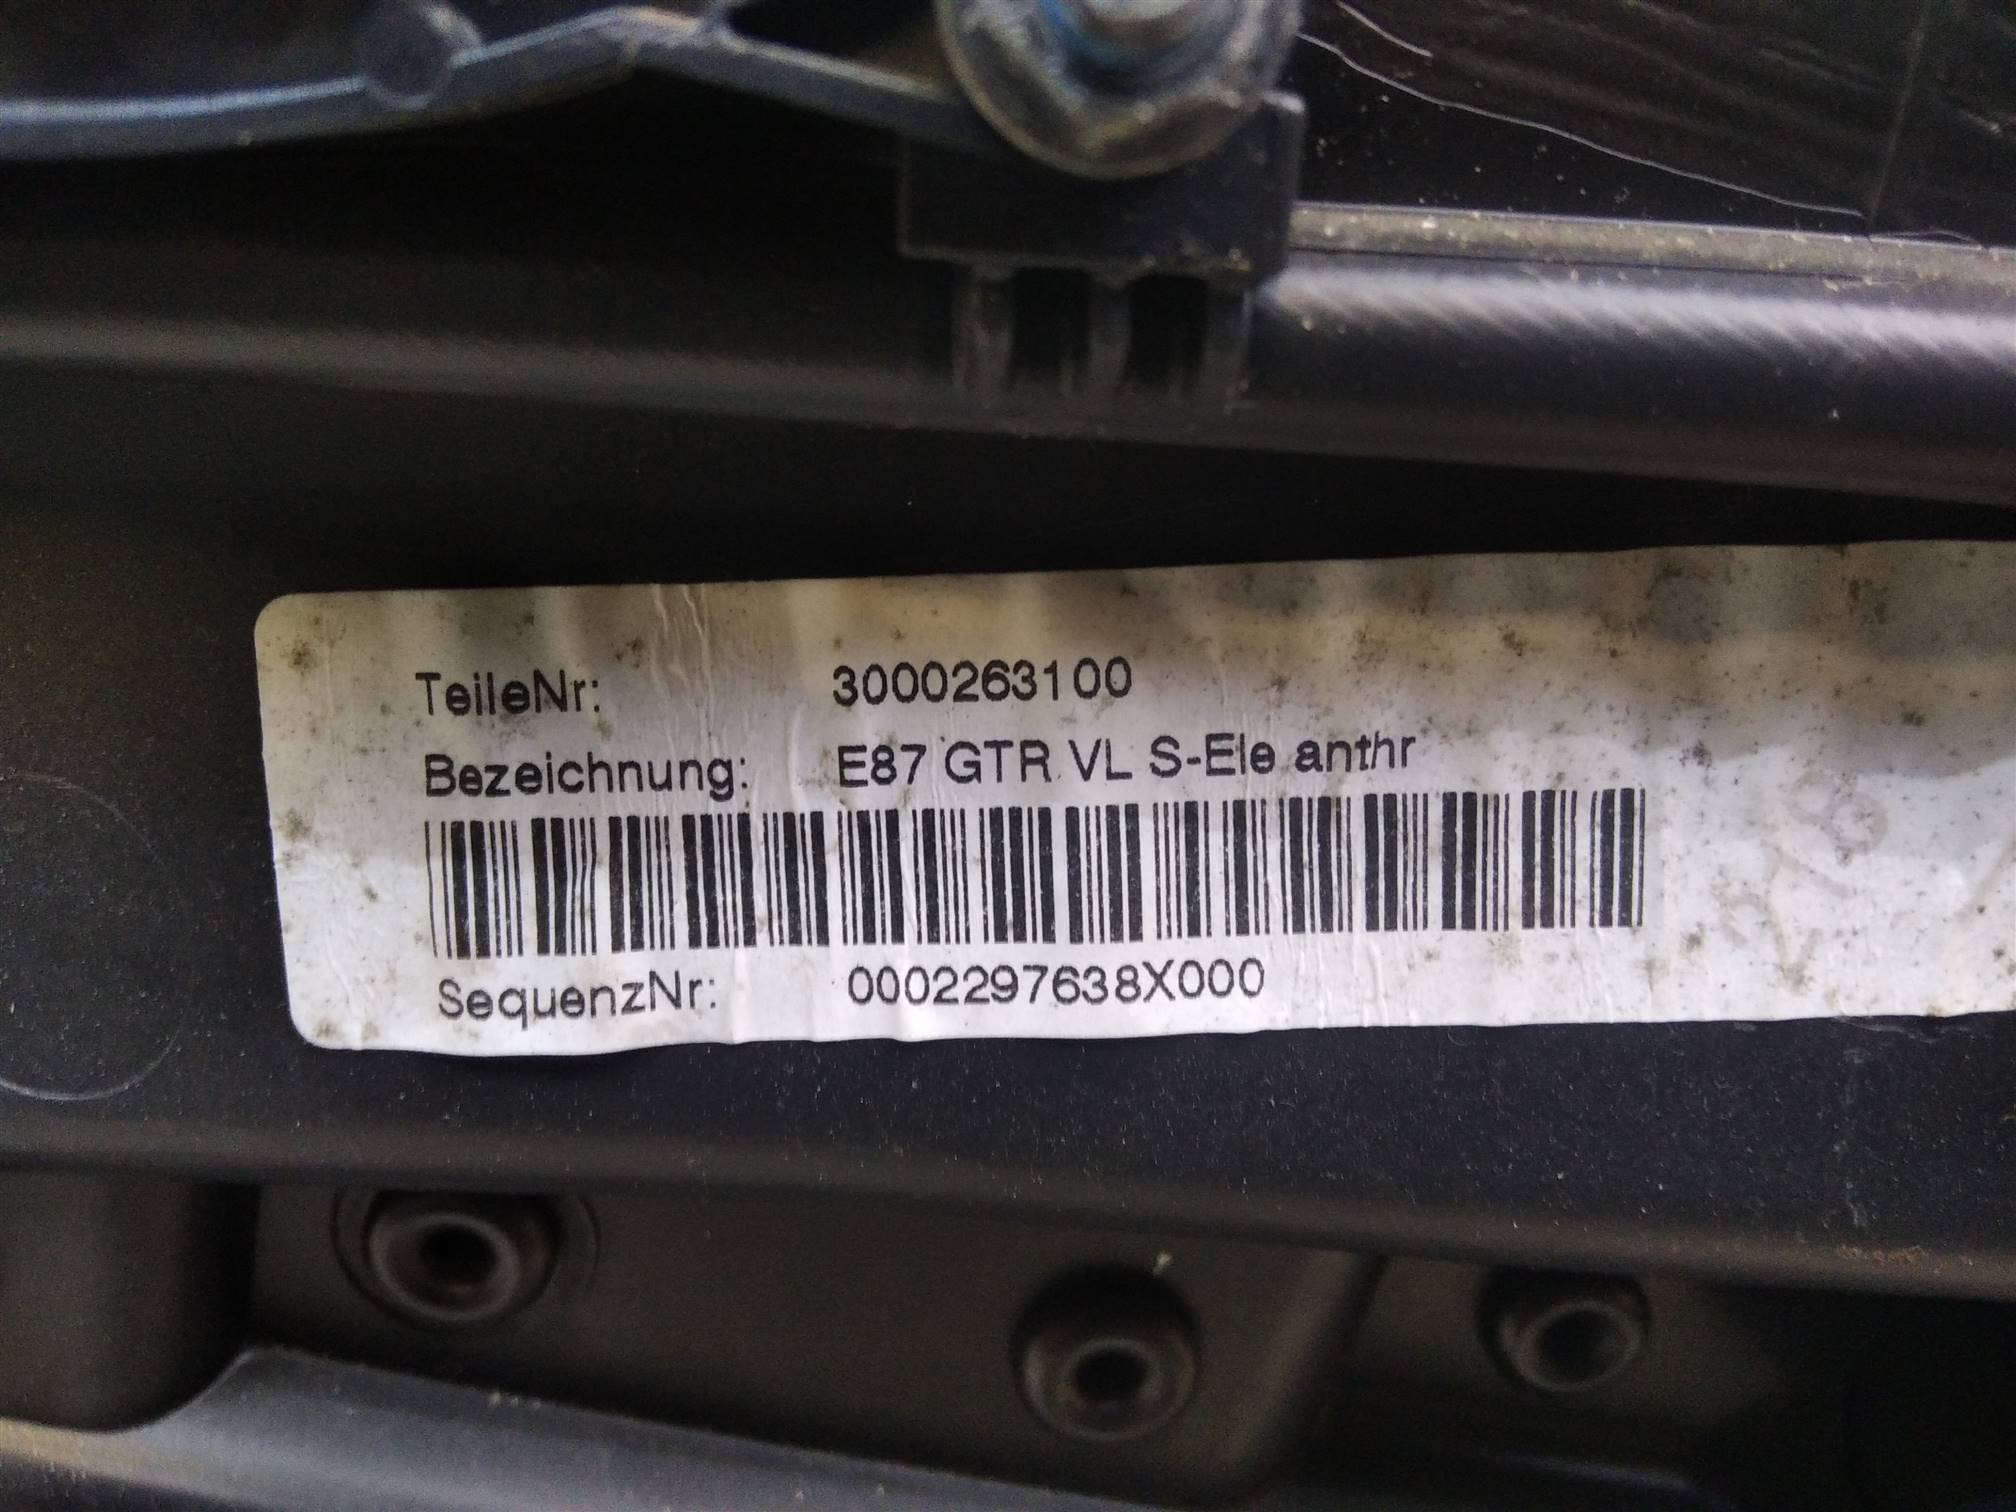 TeileNr: 3000263100
Bezeichnung: E87 GTR VL S-Ele anthr
SequenzNr: 0002297638X000